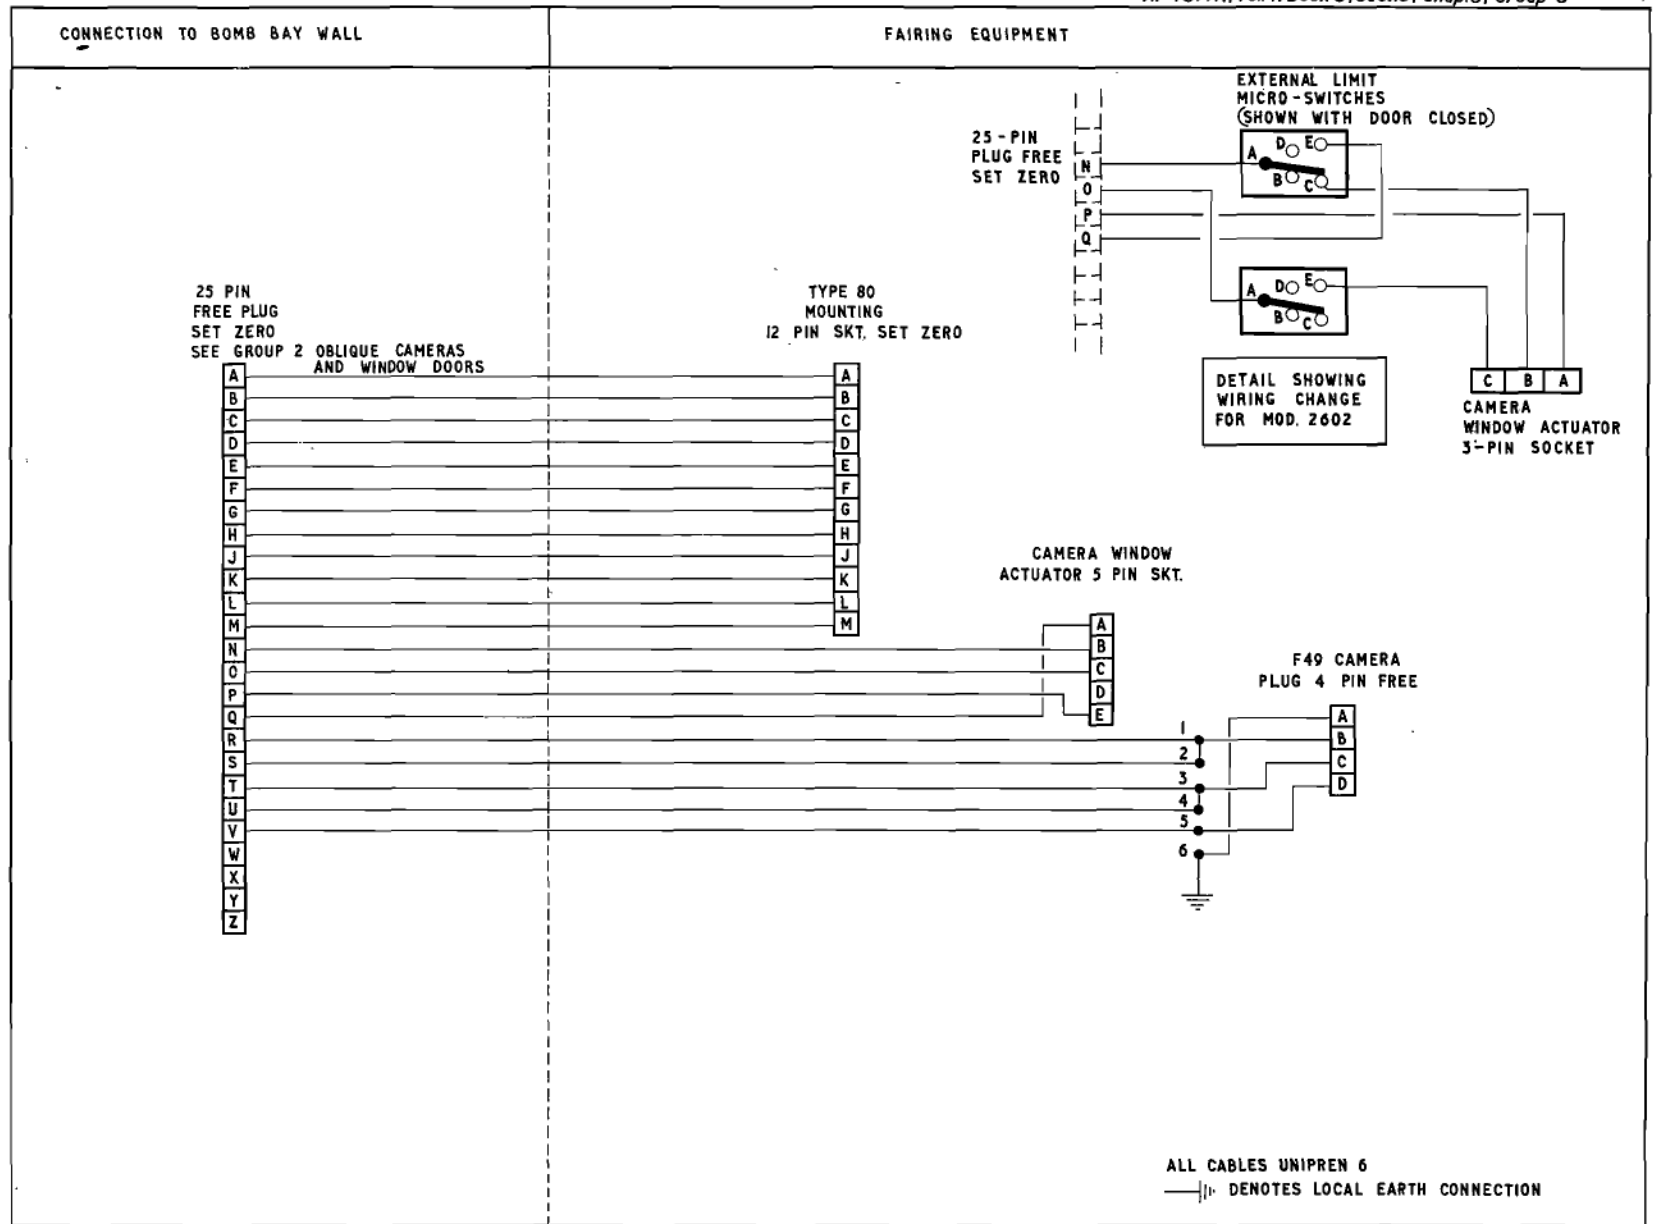 CONNECTION TO BOMB BAY WALL
FAIRING EQUIPMENT
EXTERNAL LIMIT
MICRO-SWITCHES
(SHOWN WITH DOOR CLOSED)
25-PIN
PLUG FREE
SET ZERO
N
O
P
Q
A
D
E
B
C
A
D
E
B
C
DETAIL SHOWING
WIRING CHANGE
FOR MOD. 2602
C B A
CAMERA
WINDOW ACTUATOR
3-PIN SOCKET
25 PIN
FREE PLUG
SET ZERO
SEE GROUP 2 OBLIQUE CAMERAS
AND WINDOW DOORS
A
B
C
D
E
F
G
H
J
K
L
M
N
O
P
Q
R
S
T
U
V
W
X
Y
Z
TYPE 80
MOUNTING
12 PIN SKT, SET ZERO
A
B
C
D
E
F
G
H
J
K
L
M
CAMERA WINDOW
ACTUATOR 5 PIN SKT.
A
B
C
D
E
F49 CAMERA
PLUG 4 PIN FREE
A
B
C
D
1
2
3
4
5
6
ALL CABLES UNIPREN 6
DENOTES LOCAL EARTH CONNECTION